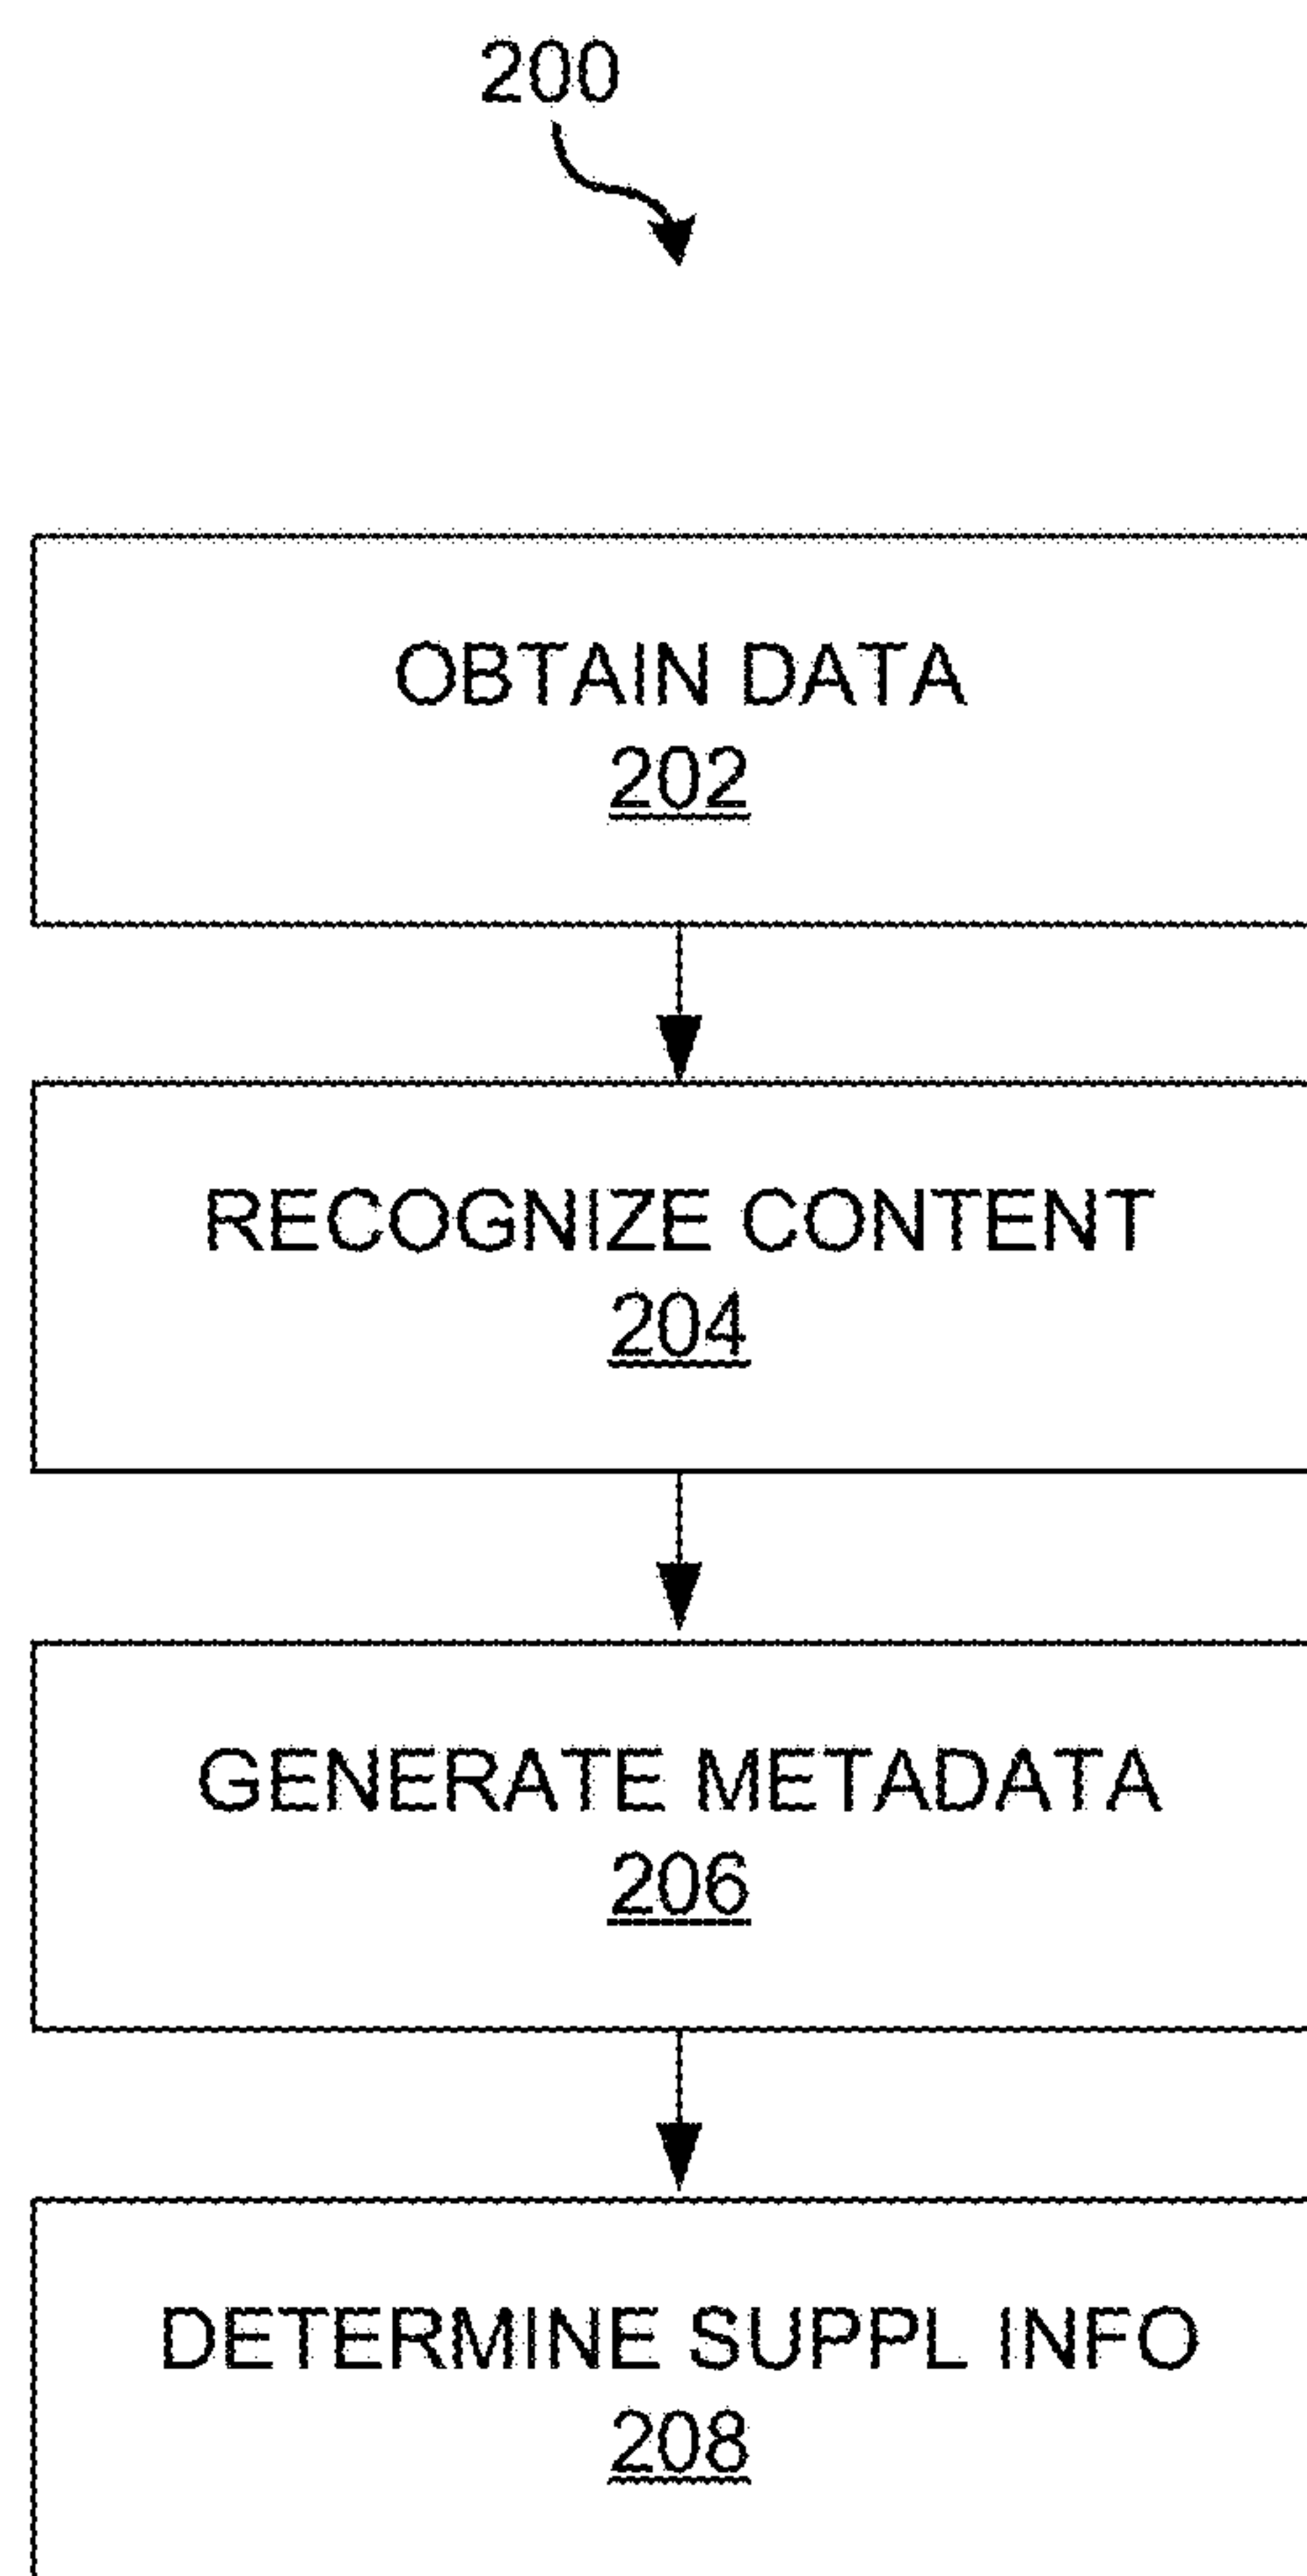 200
OBTAIN DATA
202
RECOGNIZE CONTENT
204
GENERATE METADATA
206
DETERMINE SUPPL INFO
208